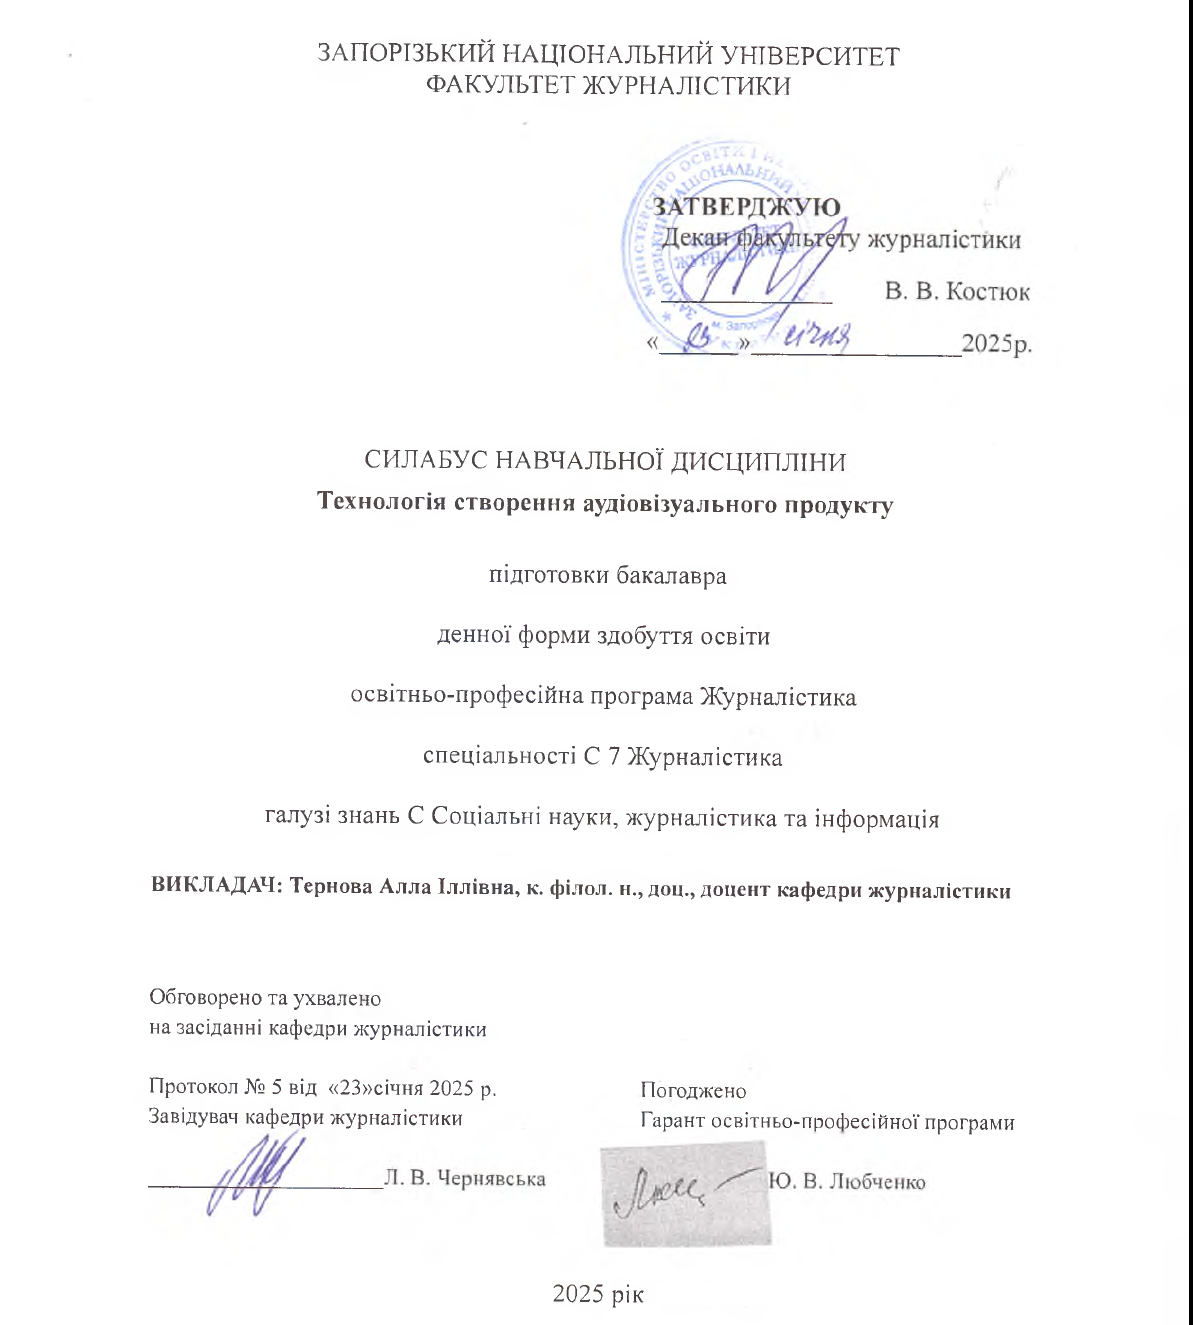 ЗАПОРІЗЬКИЙ НАЦІОНАЛЬНИЙ УНІВЕРСИТЕТ
ФАКУЛЬТЕТ ЖУРНАЛІСТИКИ
ЗАТВЕРДЖУЮ
Декан факультету журналістики
В. В. Костюк
«23» січня 2025р.
СИЛАБУС НАВЧАЛЬНОЇ ДИСЦИПЛІНИ
Технологія створення аудіовізуального продукту
підготовки бакалавра
денної форми здобуття освіти
освітньо-професійна програма Журналістика
спеціальності С 7 Журналістика
галузі знань С Соціальні науки, журналістика та інформація
ВИКЛАДАЧ: Тернова Алла Іллівна, к. філол. н., доц., доцент кафедри журналістики
Обговорено та ухвалено
на засіданні кафедри журналістики
Протокол № 5 від «23»січня 2025 р.
Завідувач кафедри журналістики
Л. В. Чернявська
Погоджено
Гарант освітньо-професійної програми
Ю. В. Любченко
2025 рік